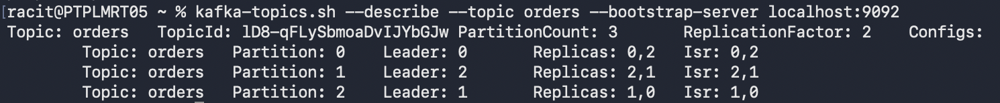 [racit@PTPLMRT05 ~ % kafka-topics.sh --describe --topic orders --bootstrap-server localhost:9092
Topic: orders TopicId: lD8-qFLySbmoaDvIJYbGJw PartitionCount: 3 ReplicationFactor: 2 Configs:
Topic: orders Partition: 0 Leader: 0 Replicas: 0,2 Isr: 0,2
Topic: orders Partition: 1 Leader: 2 Replicas: 2,1 Isr: 2,1
Topic: orders Partition: 2 Leader: 1 Replicas: 1,0 Isr: 1,0